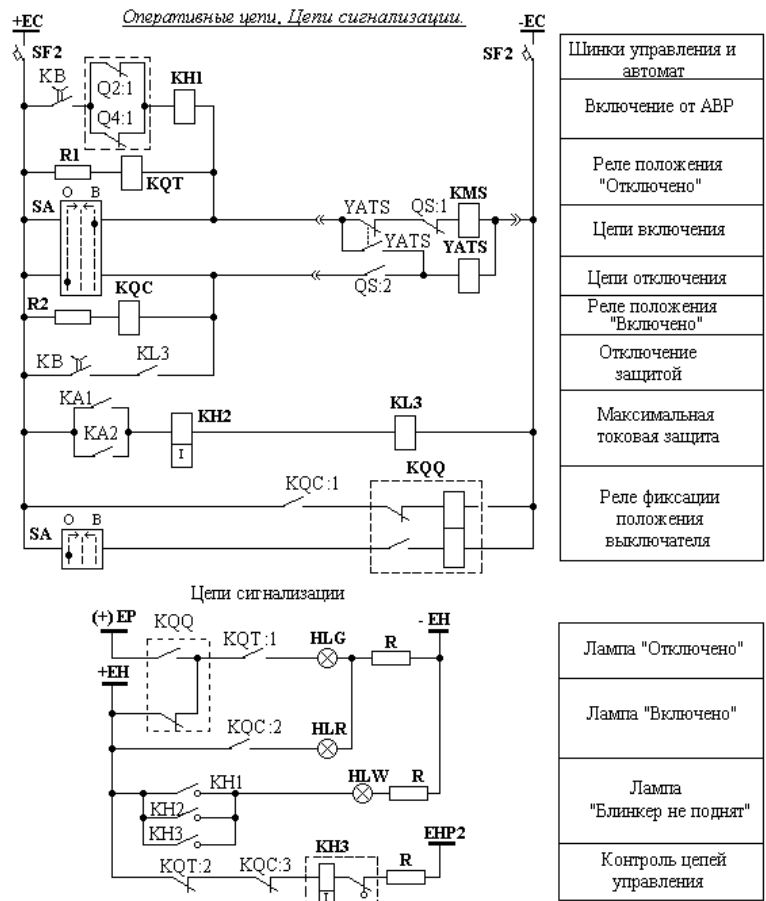 Оперативные цепи. Цепи сигнализации.
+EC
-EC
SF2
SF2
Шинки управления и
автомат
KB
Q2:1
Q4:1
KH1
Включение от АВР
R1
KQT
Реле положения
"Отключено"
SA
О В
YATS
QS:1
KMS
YATS
YATS
Цепи включения
QS:2
Цепи отключения
R2
KQC
Реле положения
"Включено"
KB
KL3
Отключение
защитой
KA1
KA2
KH2
I
KL3
Максимальная
токовая защита
KQC:1
KQQ
SA
О В
Реле фиксации
положения
выключателя
Цепи сигнализации
(+) EP
KQQ
KQT:1
HLG
R
- EH
Лампа "Отключено"
+EH
KQC:2
HLR
Лампа "Включено"
KH1
KH2
KH3
HLW
R
Лампа
"Блинкер не поднят"
KQT:2
KQC:3
KH3
I
R
EHP2
Контроль цепей
управления